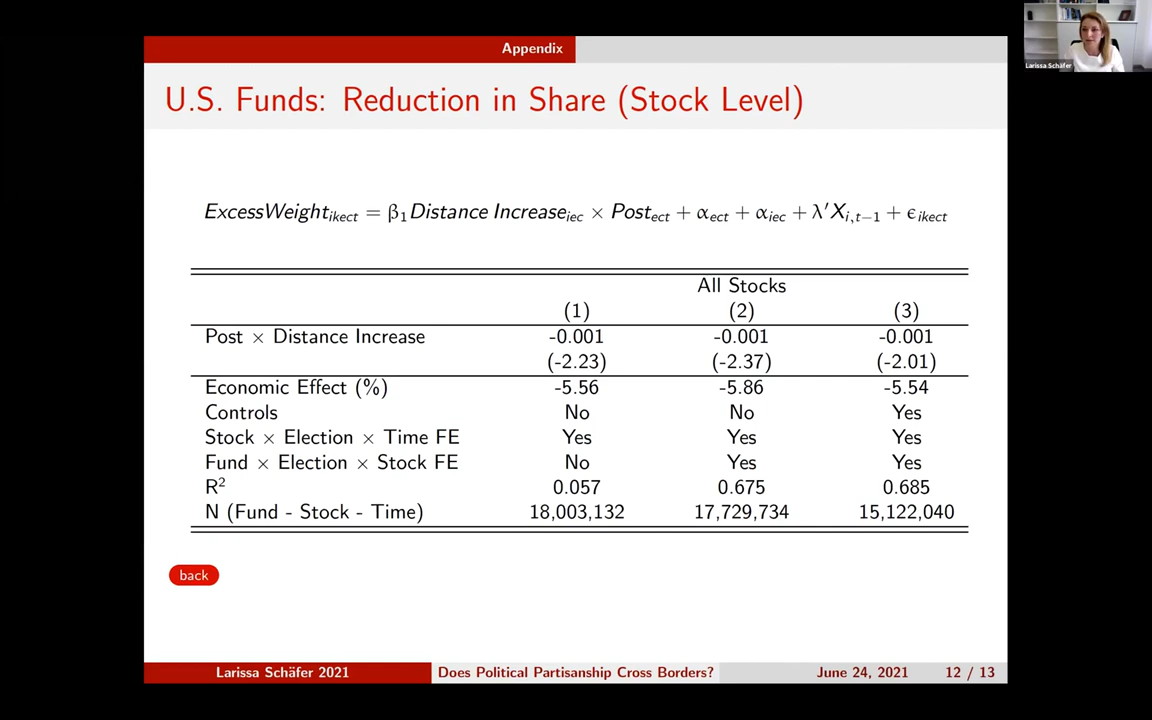 Appendix
Larissa Schäfer
U.S. Funds: Reduction in Share (Stock Level)
ExcessWeight_ikect = β₁Distance Increase_iec × Post_ect + α_ect + α_iec + λ′X_i,t−1 + ϵ_ikect
All Stocks
(1) (2) (3)
Post × Distance Increase -0.001 -0.001 -0.001
(-2.23) (-2.37) (-2.01)
Economic Effect (%) -5.56 -5.86 -5.54
Controls No No Yes
Stock × Election × Time FE Yes Yes Yes
Fund × Election × Stock FE No Yes Yes
R² 0.057 0.675 0.685
N (Fund - Stock - Time) 18,003,132 17,729,734 15,122,040
back
Larissa Schäfer 2021 Does Political Partisanship Cross Borders? June 24, 2021 12 / 13